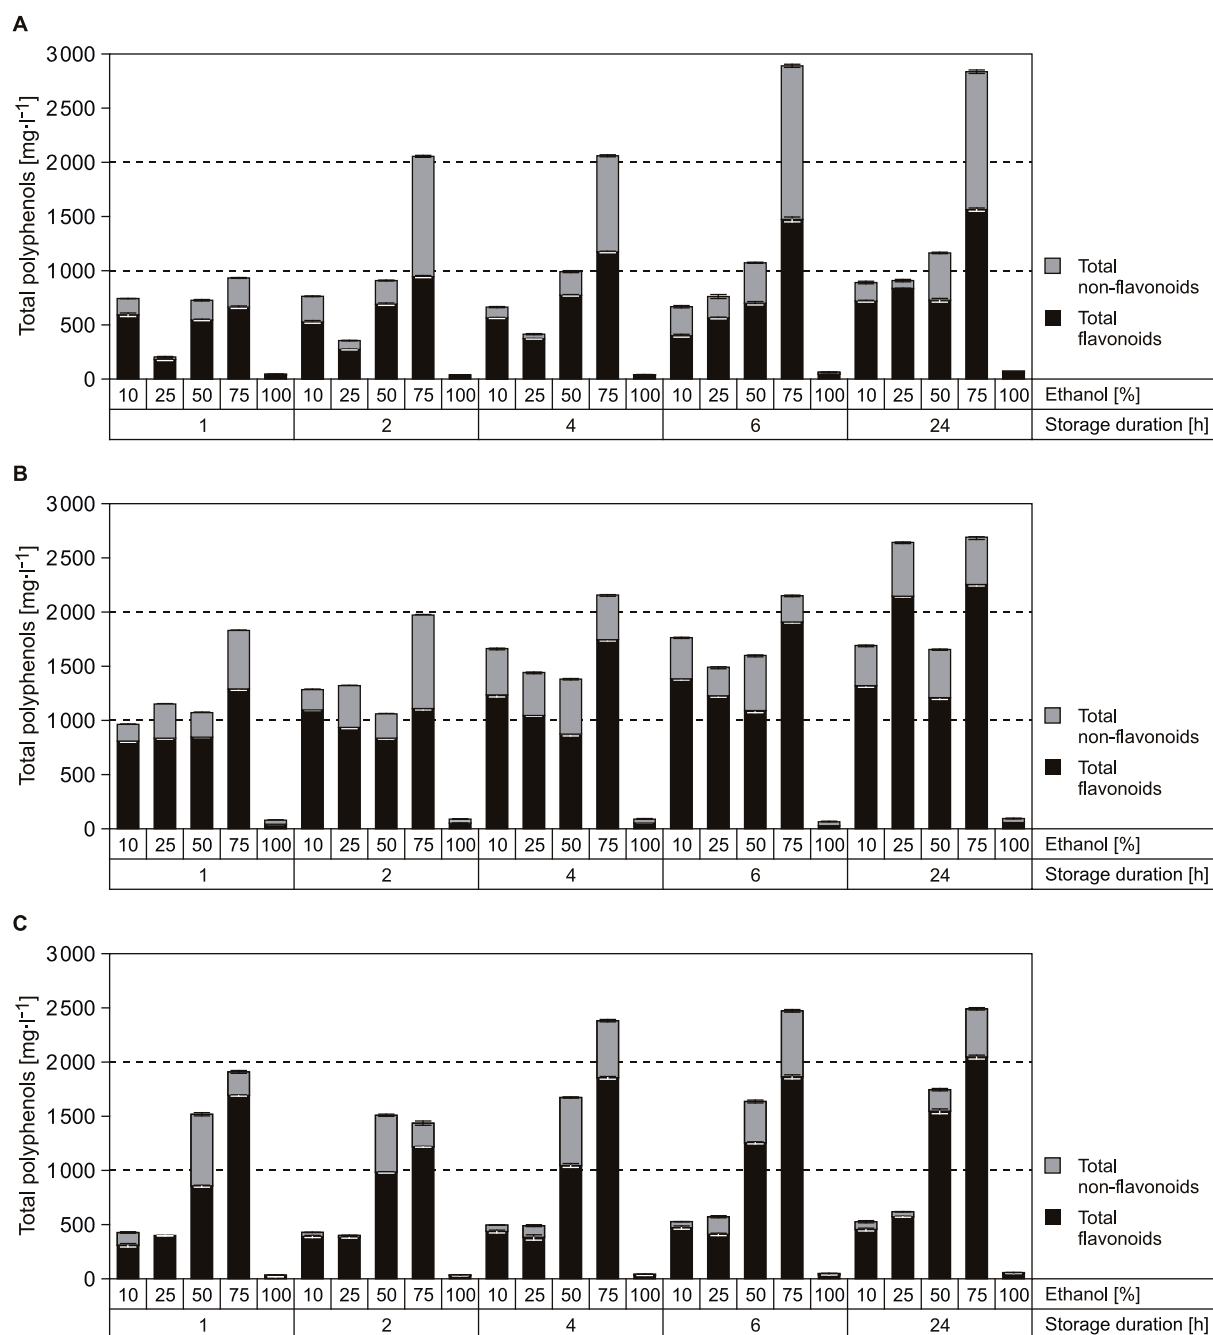 A
Total polyphenols [mg·l⁻¹]
3 000
2 500
2 000
1 500
1 000
500
0
Total
non-flavonoids
Total
flavonoids
10 25 50 75 100 10 25 50 75 100 10 25 50 75 100 10 25 50 75 100 10 25 50 75 100 Ethanol [%]
1 2 4 6 24 Storage duration [h]
B
Total polyphenols [mg·l⁻¹]
3 000
2 500
2 000
1 500
1 000
500
0
Total
non-flavonoids
Total
flavonoids
10 25 50 75 100 10 25 50 75 100 10 25 50 75 100 10 25 50 75 100 10 25 50 75 100 Ethanol [%]
1 2 4 6 24 Storage duration [h]
C
Total polyphenols [mg·l⁻¹]
3 000
2 500
2 000
1 500
1 000
500
0
Total
non-flavonoids
Total
flavonoids
10 25 50 75 100 10 25 50 75 100 10 25 50 75 100 10 25 50 75 100 10 25 50 75 100 Ethanol [%]
1 2 4 6 24 Storage duration [h]